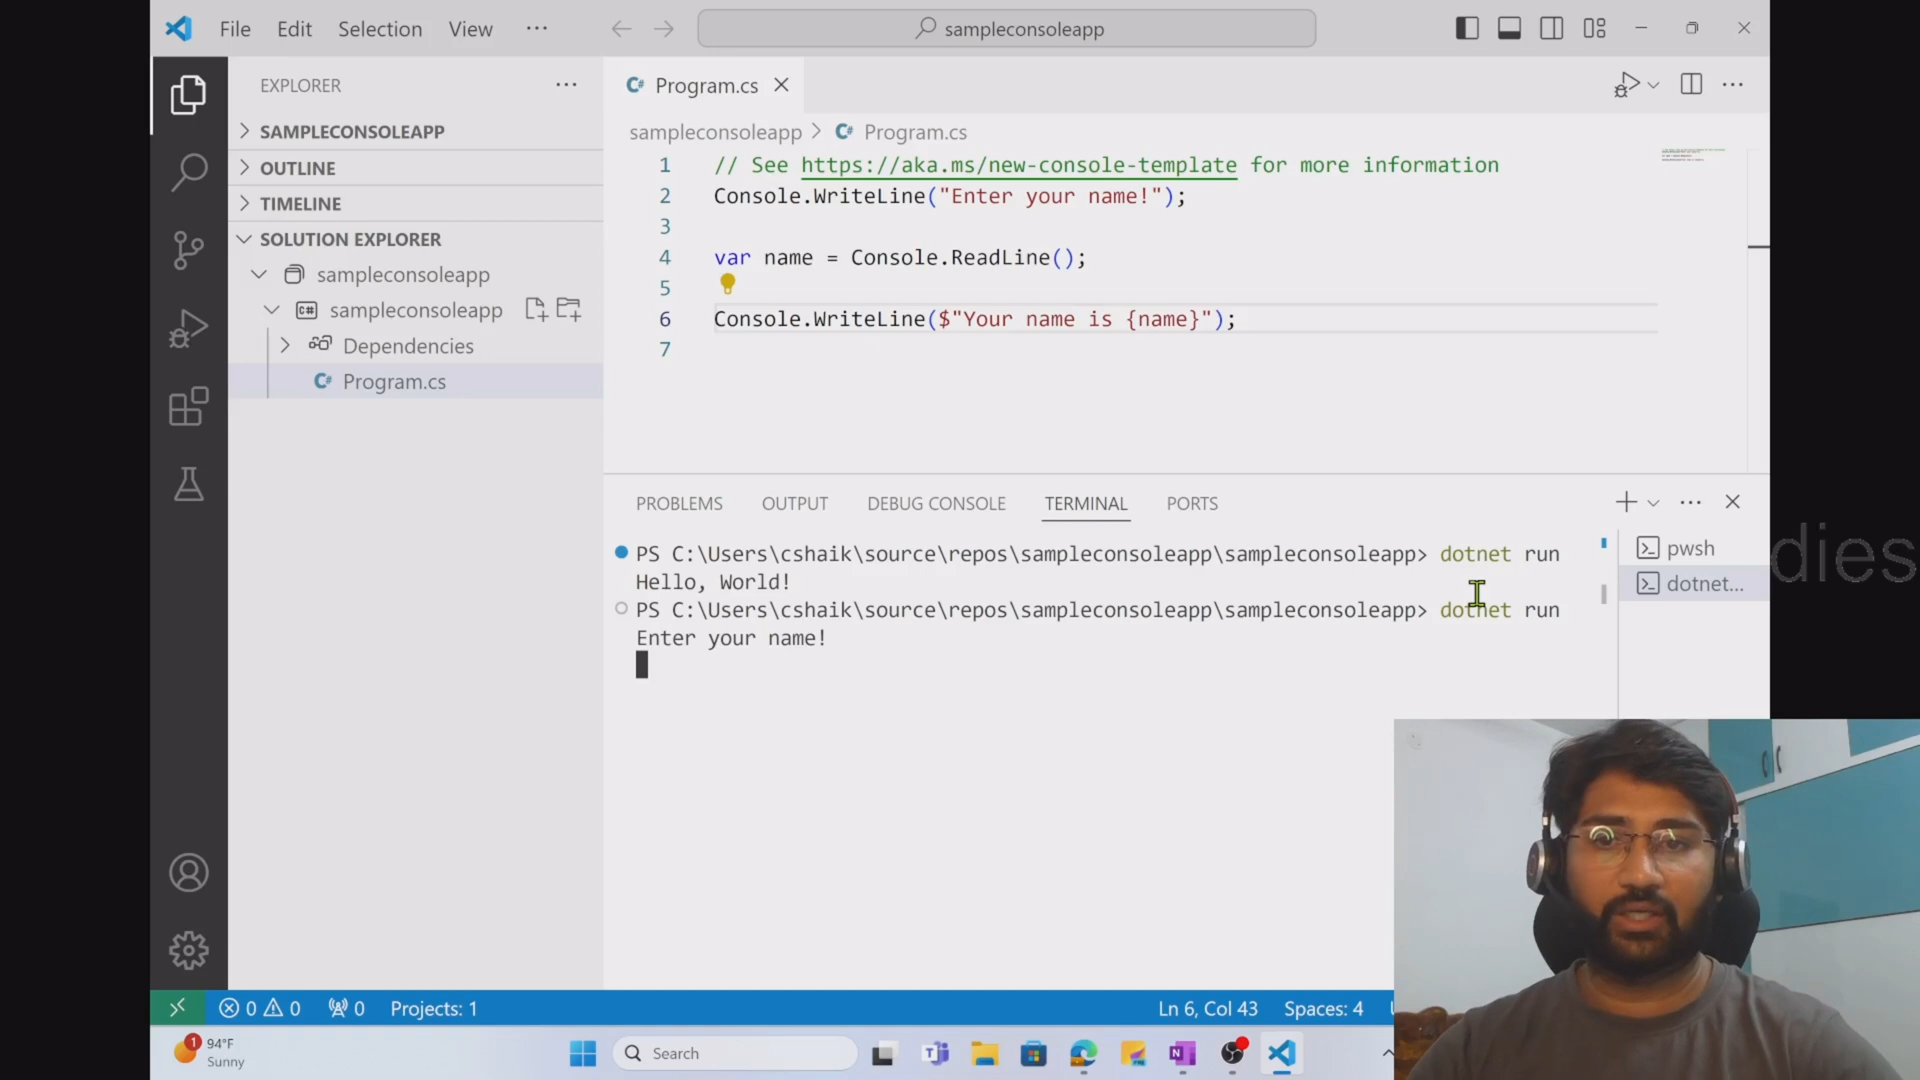 File Edit Selection View ···
sampleconsoleapp
EXPLORER
Program.cs
SAMPLECONSOLEAPP
OUTLINE
TIMELINE
SOLUTION EXPLORER
sampleconsoleapp
sampleconsoleapp
Dependencies
Program.cs
sampleconsoleapp > Program.cs
1 // See https://aka.ms/new-console-template for more information
2 Console.WriteLine("Enter your name!");
3
4 var name = Console.ReadLine();
5
6 Console.WriteLine($"Your name is {name}");
7
PROBLEMS OUTPUT DEBUG CONSOLE TERMINAL PORTS
PS C:\Users\cshaik\source\repos\sampleconsoleapp\sampleconsoleapp> dotnet run
Hello, World!
PS C:\Users\cshaik\source\repos\sampleconsoleapp\sampleconsoleapp> dotnet run
Enter your name!
pwsh
dotnet...
dies
0 0 0 Projects: 1
Ln 6, Col 43 Spaces: 4
1
94°F
Sunny
Search